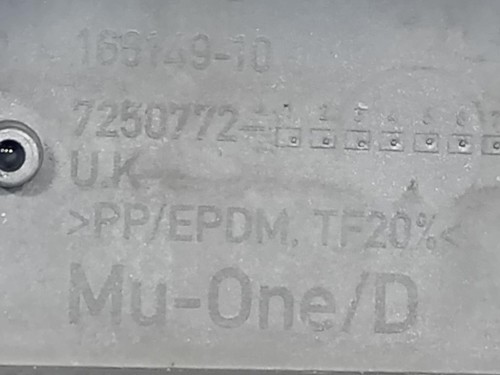 169149-10
7250772-
U.K
>PP/EPDM, TF20%<
Mu-One/D